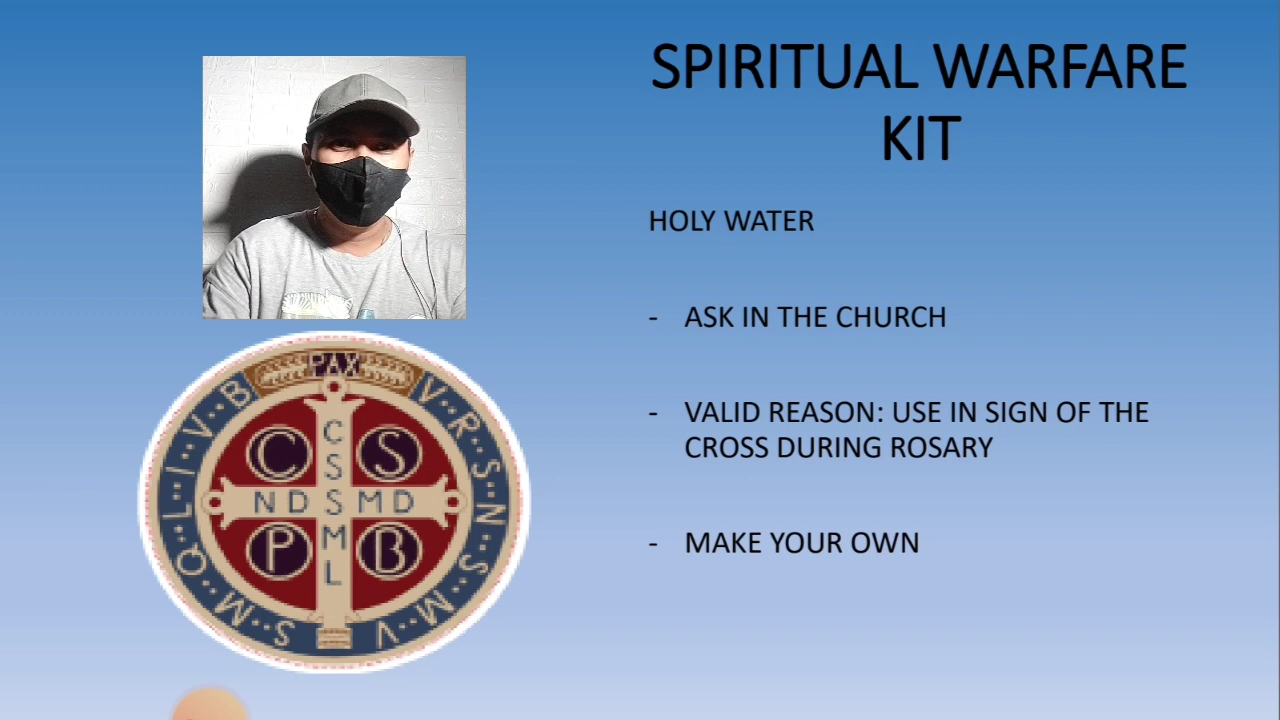 SPIRITUAL WARFARE
KIT
HOLY WATER
- ASK IN THE CHURCH
- VALID REASON: USE IN SIGN OF THE
CROSS DURING ROSARY
- MAKE YOUR OWN
PAX
V··R··S··N··S··M··V
S··M··Q··L··I··V··B
C S
C
S
N D S M D
M
L
P B